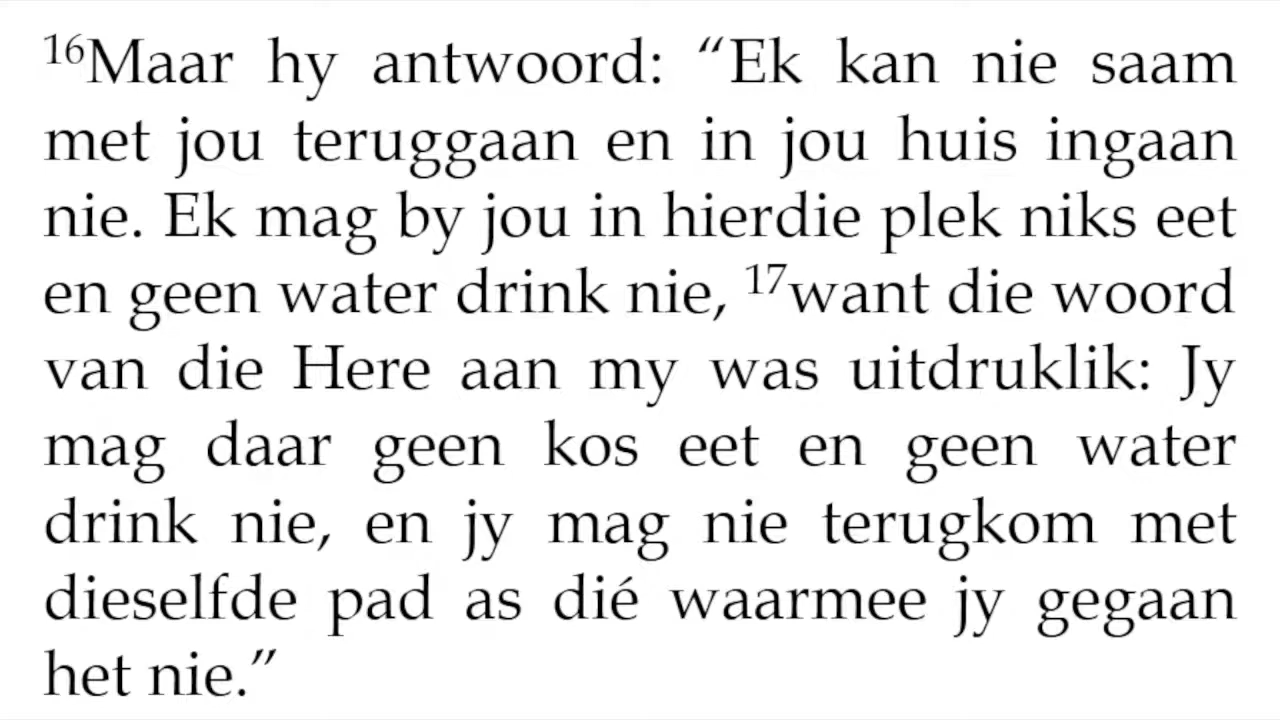 ¹⁶Maar hy antwoord: “Ek kan nie saam
met jou teruggaan en in jou huis ingaan
nie. Ek mag by jou in hierdie plek niks eet
en geen water drink nie, ¹⁷want die woord
van die Here aan my was uitdruklik: Jy
mag daar geen kos eet en geen water
drink nie, en jy mag nie terugkom met
dieselfde pad as dié waarmee jy gegaan
het nie.”